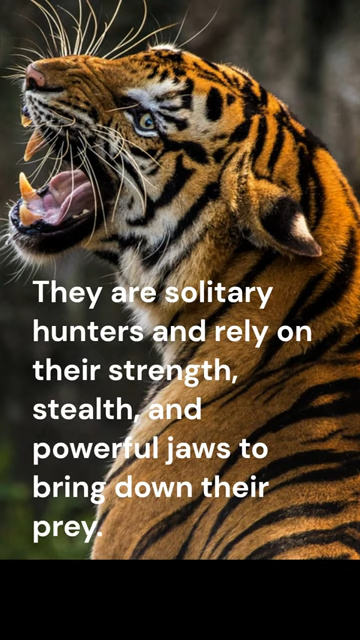 They are solitary
hunters and rely on
their strength,
stealth, and
powerful jaws to
bring down their
prey.